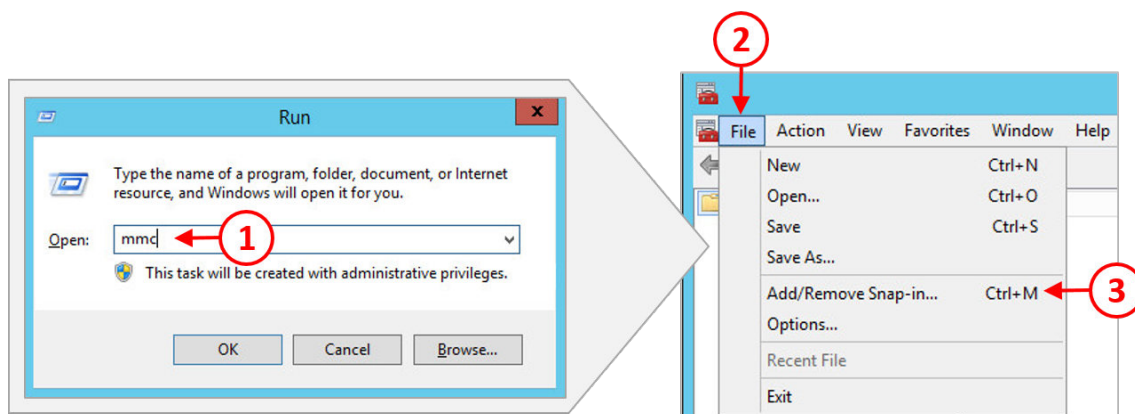 2
Run
x
Type the name of a program, folder, document, or Internet
resource, and Windows will open it for you.
Open: mmc
1
This task will be created with administrative privileges.
OK Cancel Browse...
File Action View Favorites Window Help
New Ctrl+N
Open... Ctrl+O
Save Ctrl+S
Save As...
Add/Remove Snap-in... Ctrl+M
3
Options...
Recent File
Exit